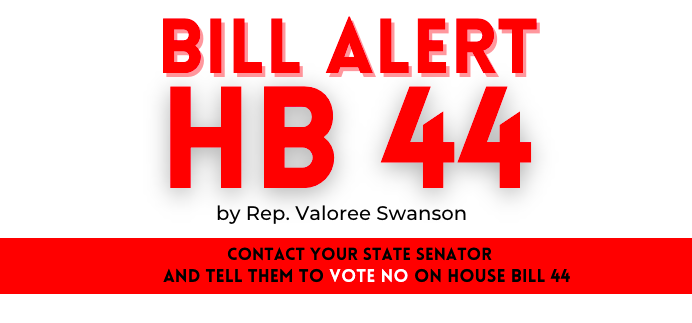 BILL ALERT
HB 44
by Rep. Valoree Swanson
CONTACT YOUR STATE SENATOR
AND TELL THEM TO VOTE NO ON HOUSE BILL 44